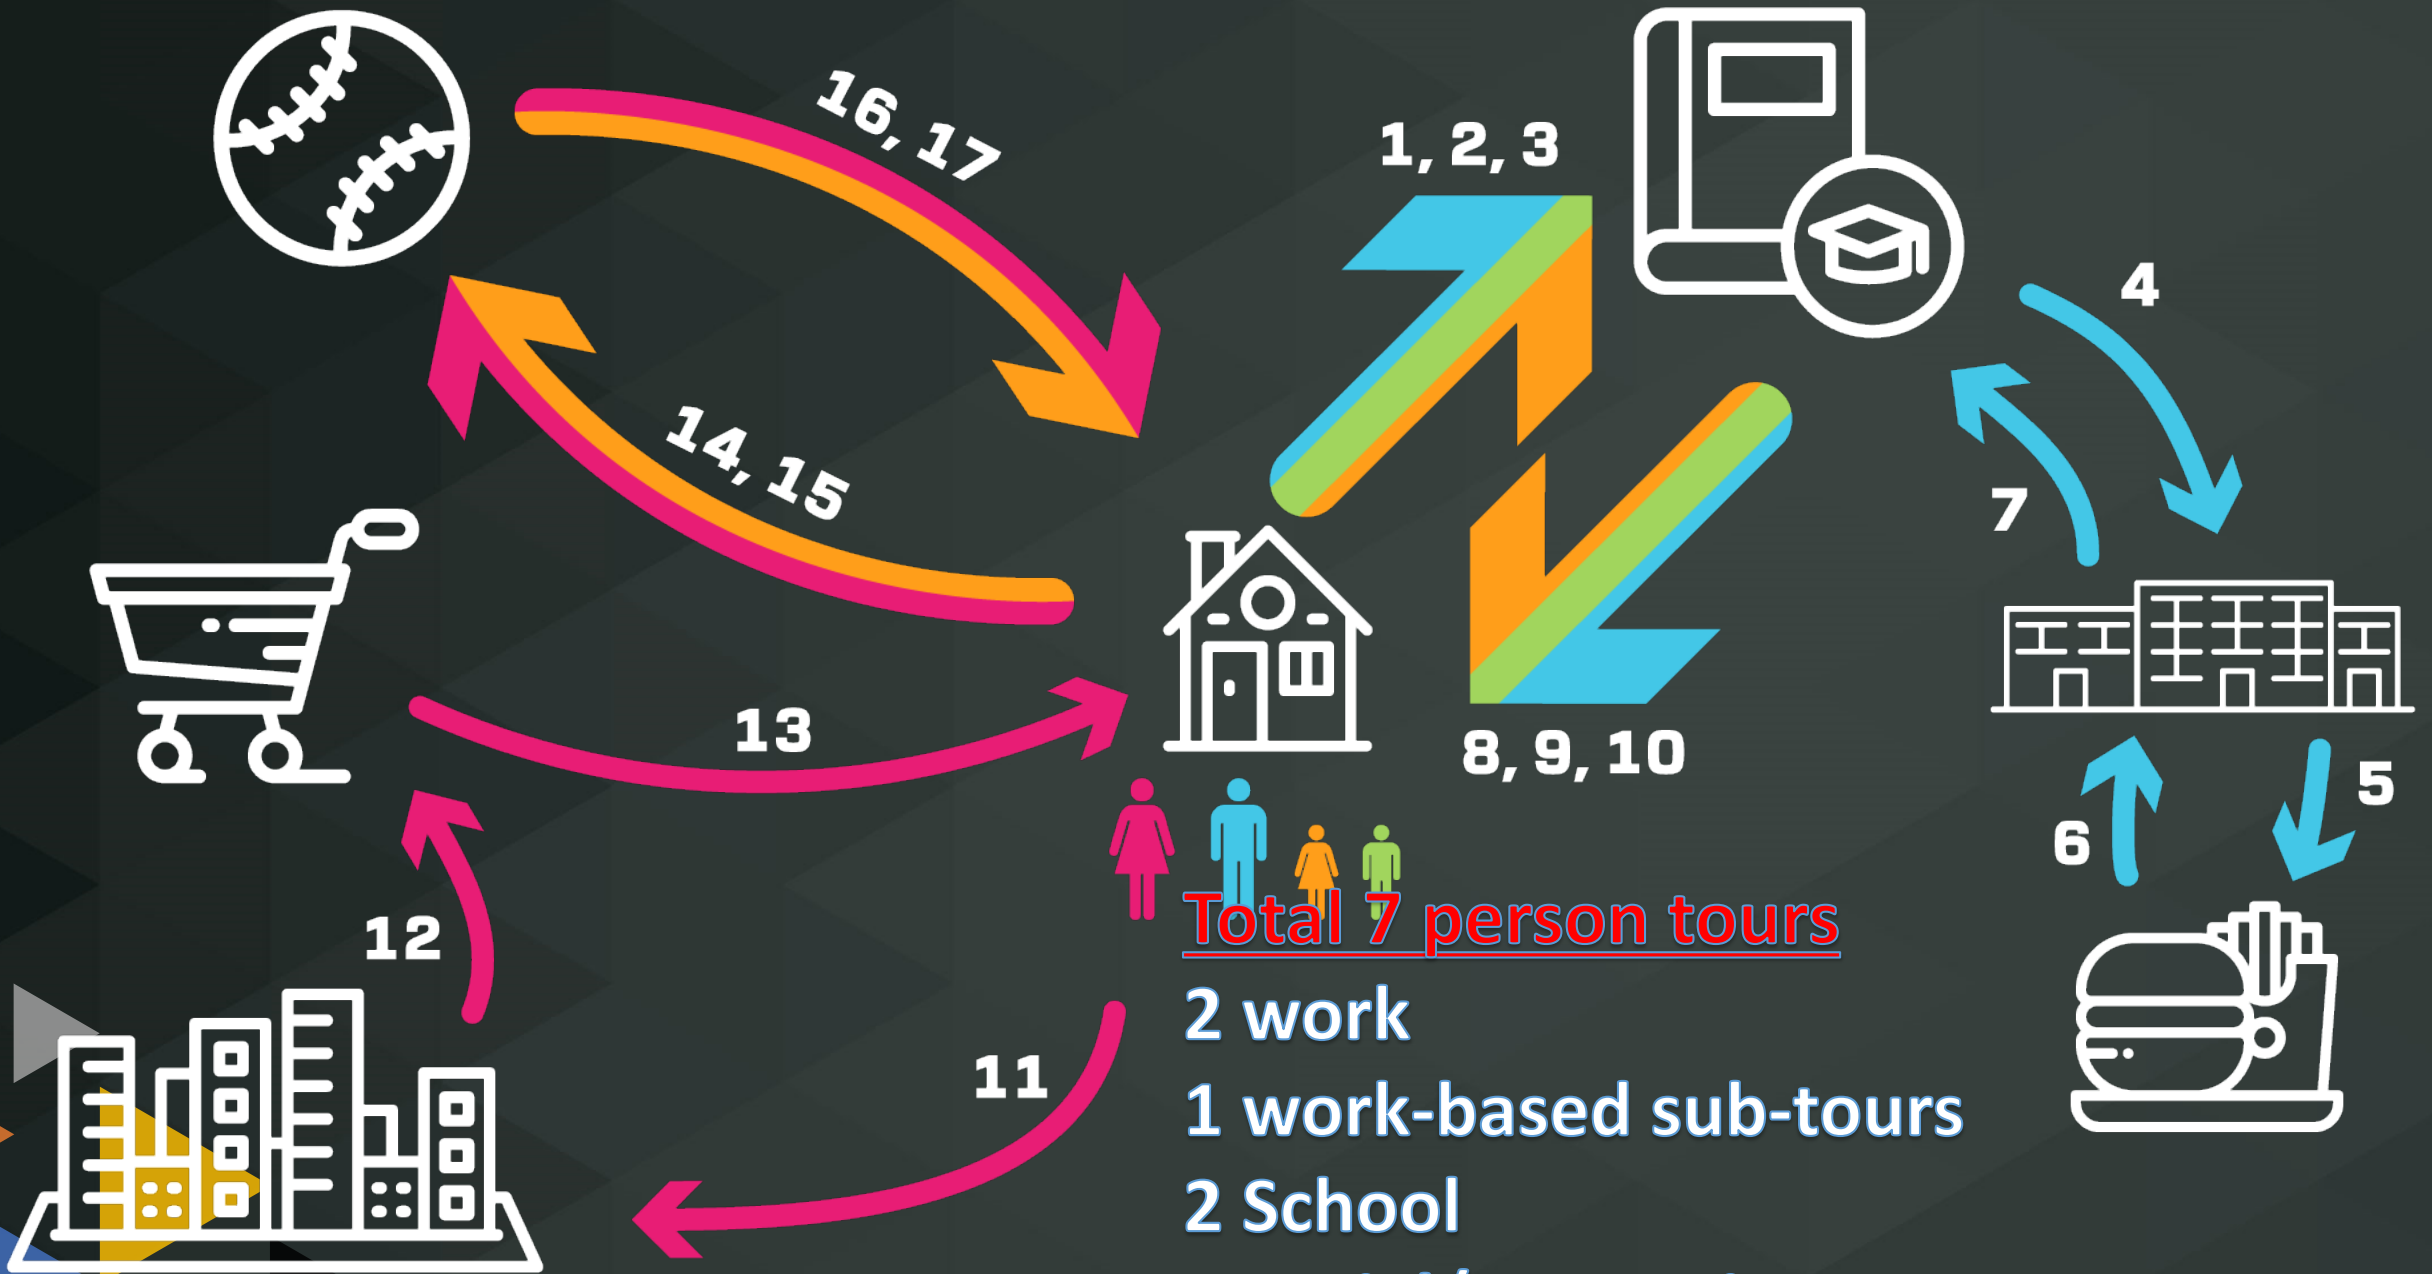 16, 17
1, 2, 3
4
7
14, 15
13
8, 9, 10
5
6
12
11
Total 7 person tours
2 work
1 work-based sub-tours
2 School